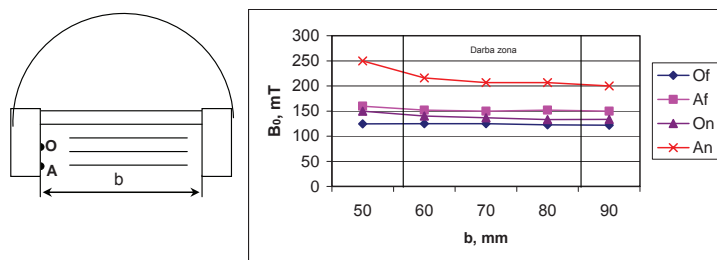 O
A
b
Darba zona
B₀, mT
300
250
200
150
100
50
0
50 60 70 80 90
b, mm
Of
Af
On
An